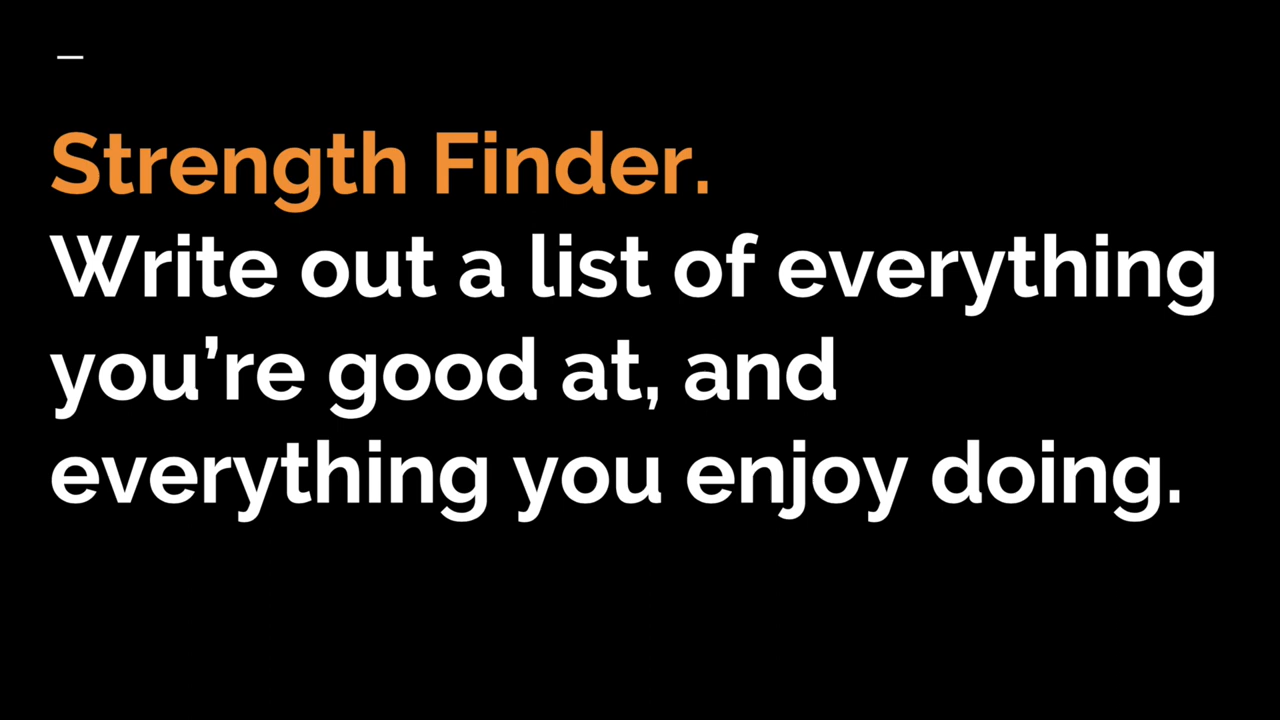 Strength Finder.
Write out a list of everything
you’re good at, and
everything you enjoy doing.